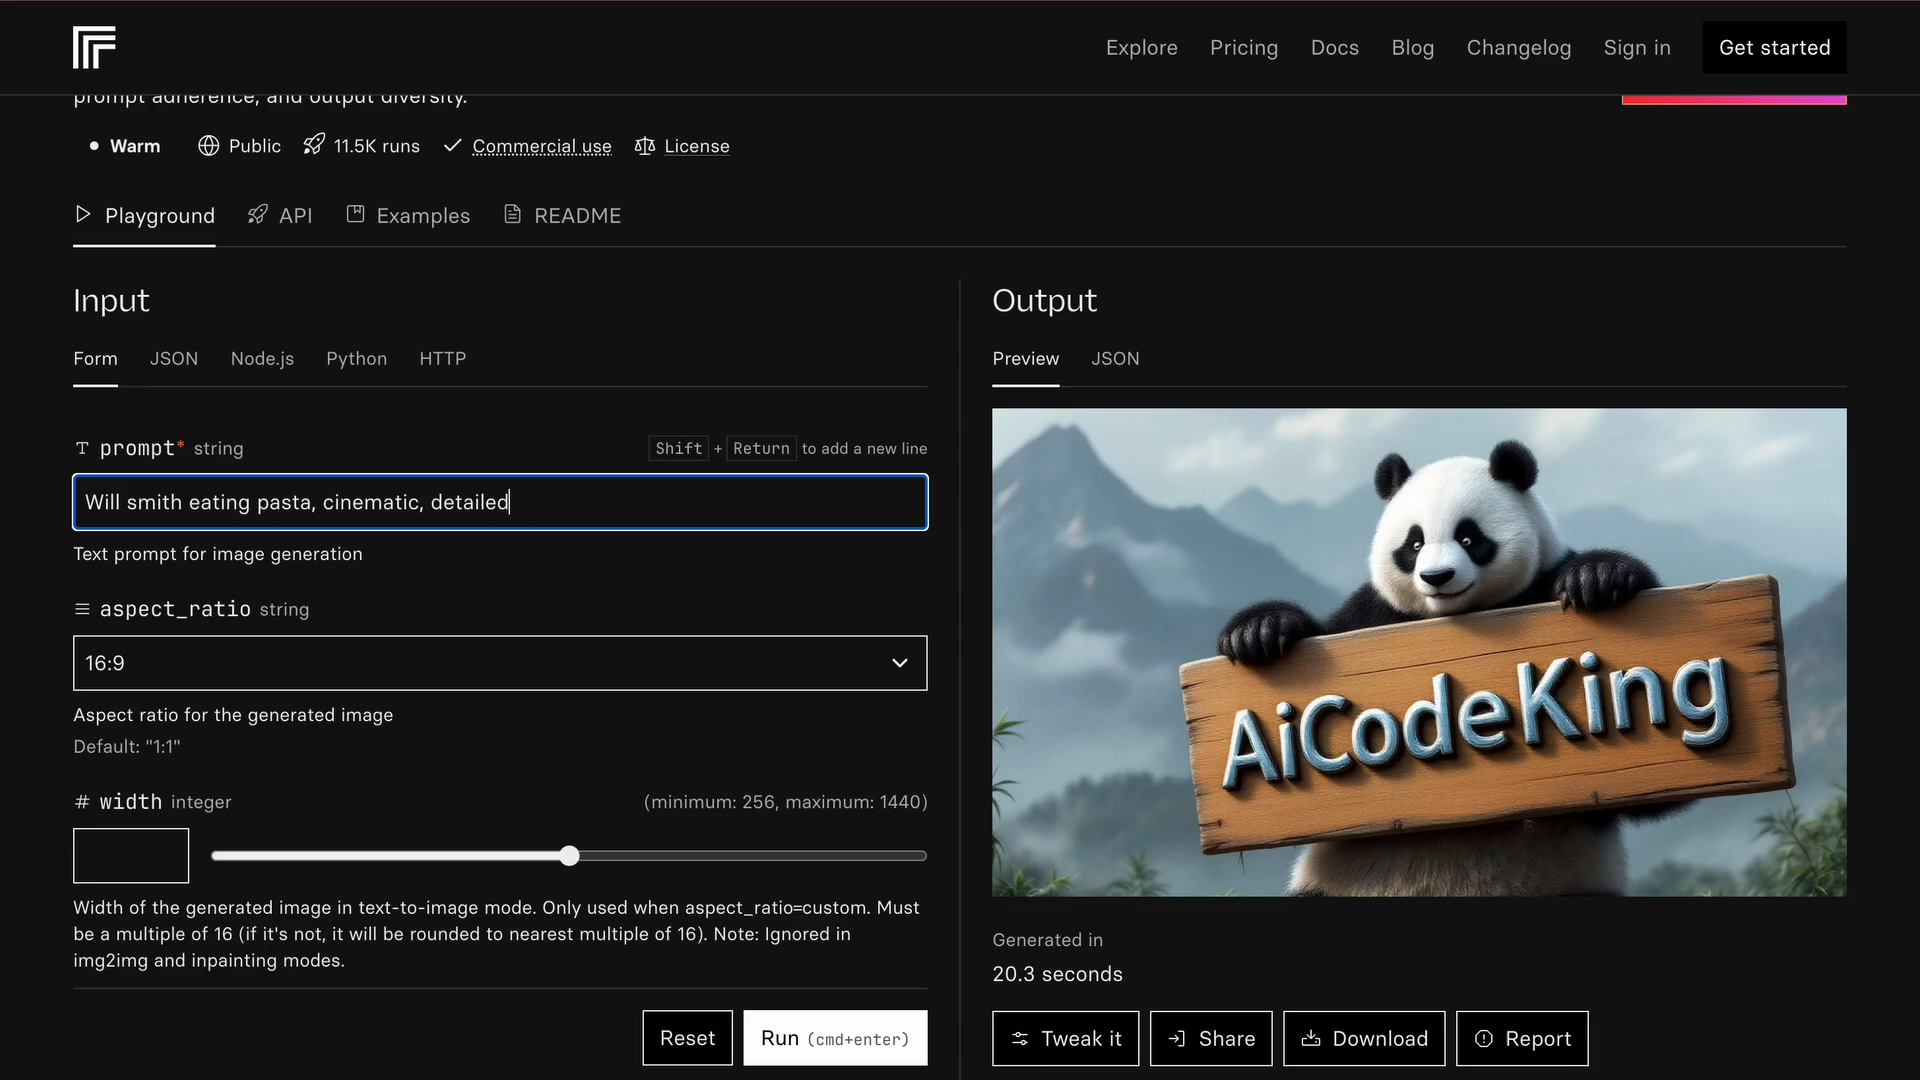 Explore Pricing Docs Blog Changelog Sign in Get started
prompt adherence, and output diversity.
Warm Public 11.5K runs Commercial use License
Playground API Examples README
Input
Form JSON Node.js Python HTTP
T prompt* string Shift + Return to add a new line
Will smith eating pasta, cinematic, detailed
Text prompt for image generation
aspect_ratio string
16:9
Aspect ratio for the generated image
Default: "1:1"
# width integer (minimum: 256, maximum: 1440)
Width of the generated image in text-to-image mode. Only used when aspect_ratio=custom. Must
be a multiple of 16 (if it's not, it will be rounded to nearest multiple of 16). Note: Ignored in
img2img and inpainting modes.
Reset Run (cmd+enter)
Output
Preview JSON
AiCodeKing
Generated in
20.3 seconds
Tweak it Share Download Report